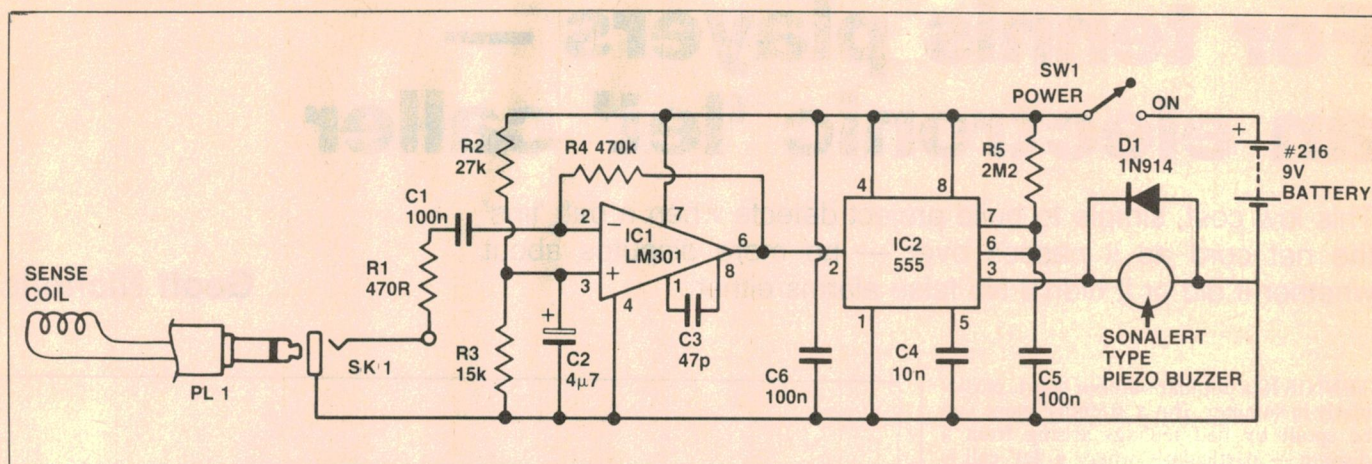 SW1
POWER
ON
+
#216
9V
BATTERY
R2
27k
R4 470k
R5
2M2
D1
1N914
C1
100n
R1
470R
2
−
7
IC1
LM301
6
+
3
1
8
4
4
8
7
6
3
2
IC2
555
1
5
SENSE
COIL
PL 1
SK 1
R3
15k
+
C2
4μ7
C3
47p
C6
100n
C4
10n
C5
100n
SONALERT
TYPE
PIEZO BUZZER